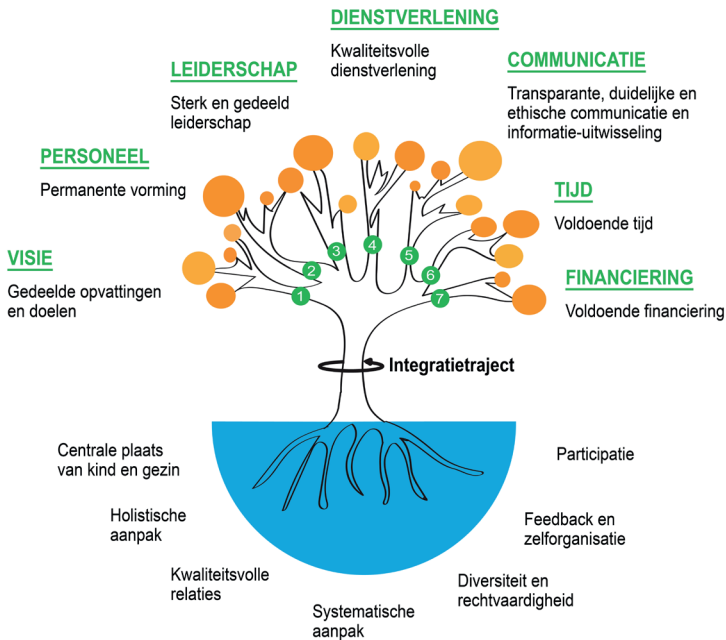 DIENSTVERLENING
Kwaliteitsvolle
dienstverlening
LEIDERSCHAP
Sterk en gedeeld
leiderschap
COMMUNICATIE
Transparante, duidelijke en
ethische communicatie en
informatie-uitwisseling
PERSONEEL
Permanente vorming
TIJD
Voldoende tijd
VISIE
Gedeelde opvattingen
en doelen
FINANCIERING
Voldoende financiering
1
2
3
4
5
6
7
Integratietraject
Centrale plaats
van kind en gezin
Participatie
Holistische
aanpak
Feedback en
zelforganisatie
Kwaliteitsvolle
relaties
Diversiteit en
rechtvaardigheid
Systematische
aanpak